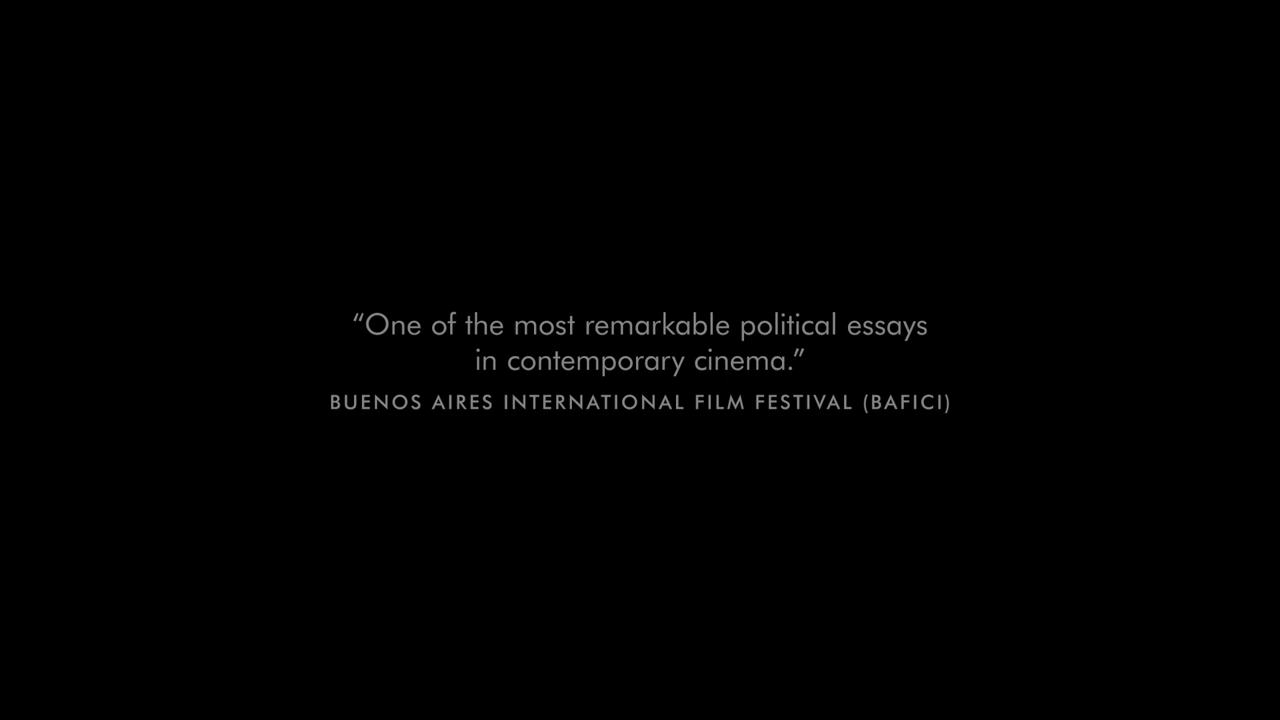 “One of the most remarkable political essays
in contemporary cinema.”
BUENOS AIRES INTERNATIONAL FILM FESTIVAL (BAFICI)